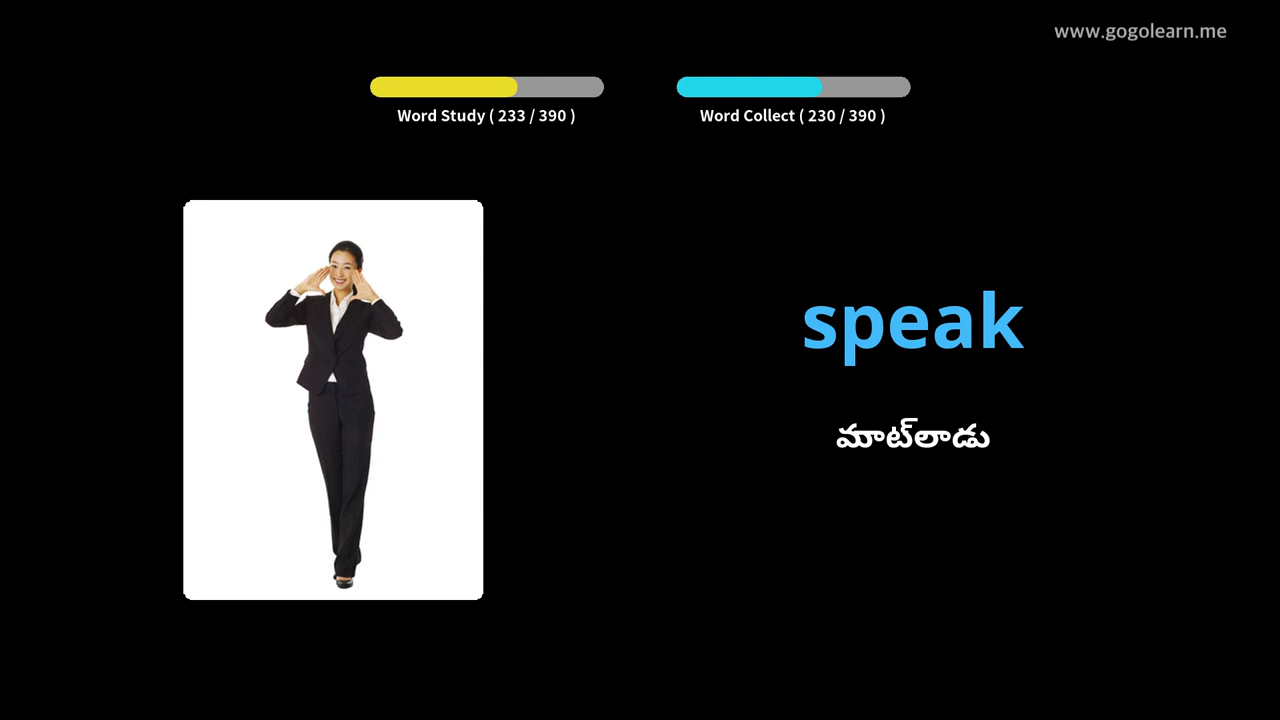 www.gogolearn.me
Word Study ( 233 / 390 )
Word Collect ( 230 / 390 )
speak
మాట్‌లాడు